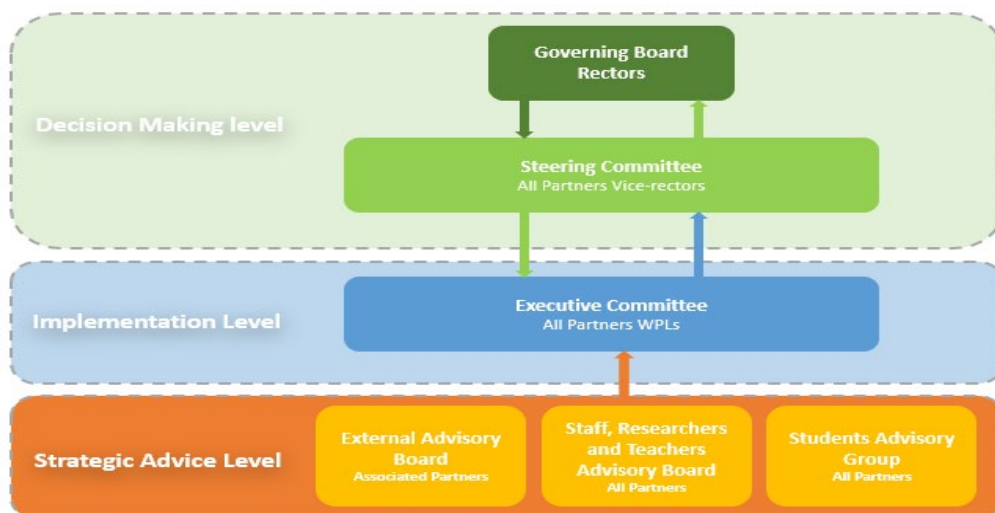 Governing Board
Rectors
Decision Making level
Steering Committee
All Partners Vice-rectors
Executive Committee
All Partners WPLs
Implementation Level
Strategic Advice Level
External Advisory
Board
Associated Partners
Staff, Researchers
and Teachers
Advisory Board
All Partners
Students Advisory
Group
All Partners